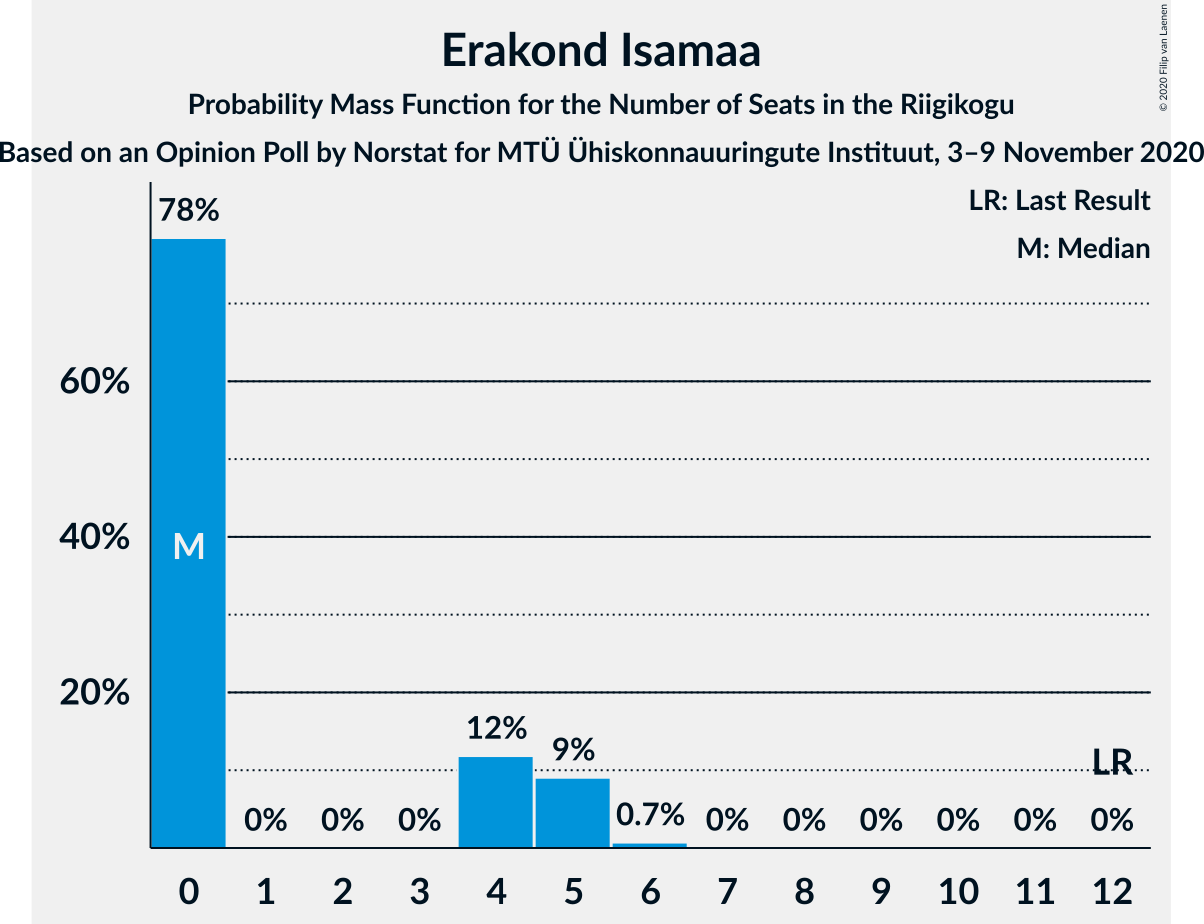 Erakond Isamaa
Probability Mass Function for the Number of Seats in the Riigikogu
Based on an Opinion Poll by Norstat for MTÜ Ühiskonnauuringute Instituut, 3–9 November 2020
© 2020 Filip van Laenen
LR: Last Result
M: Median
78%
60%
40%
20%
M
12%
9%
LR
0% 0% 0% 0.7% 0% 0% 0% 0% 0% 0%
0 1 2 3 4 5 6 7 8 9 10 11 12